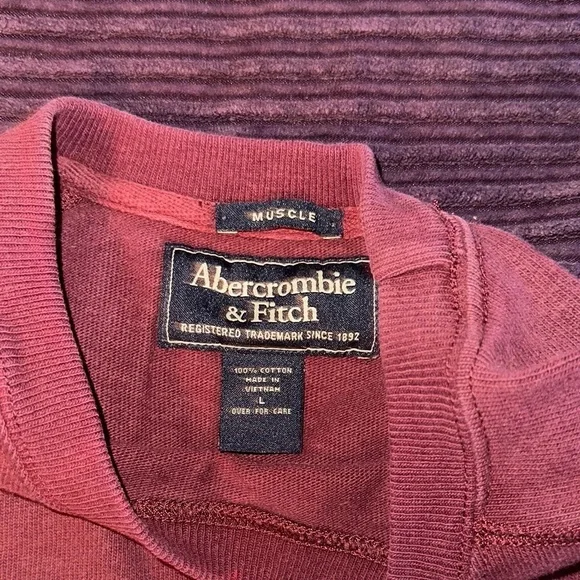 MUSCLE
Abercrombie
& Fitch
REGISTERED TRADEMARK SINCE 1892
100% COTTON
MADE IN
VIETNAM
L
OVER FOR CARE